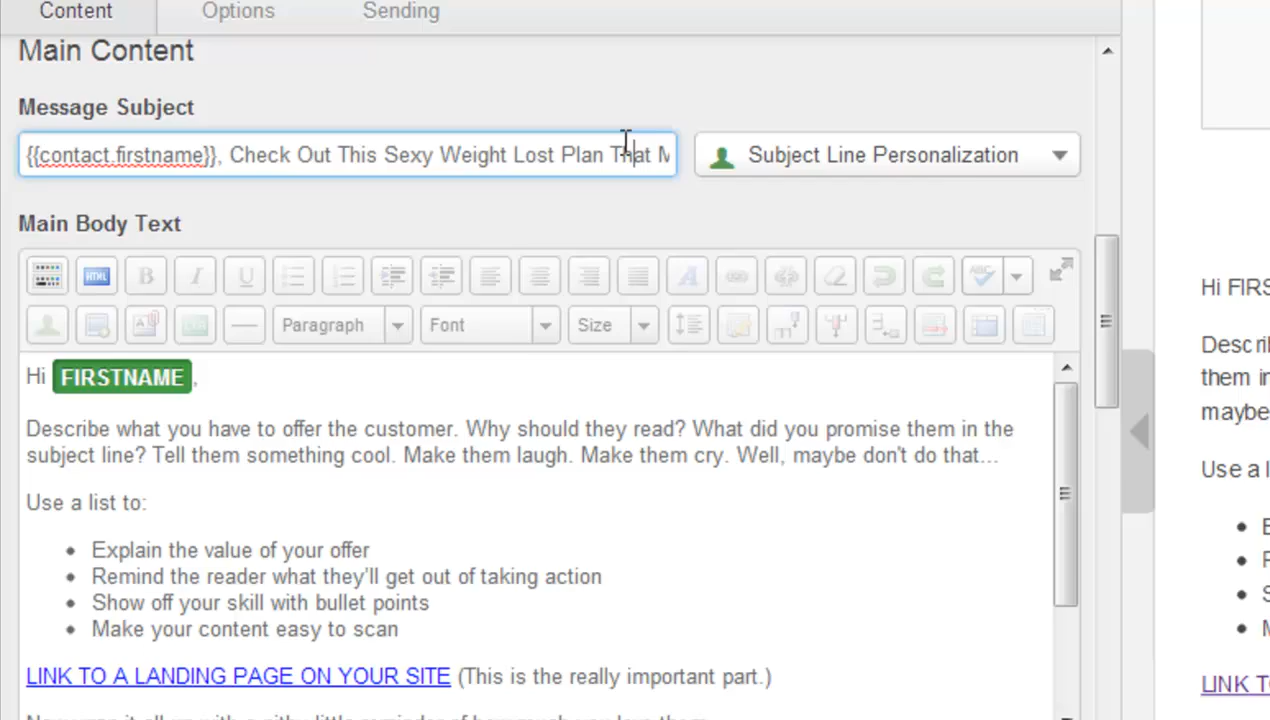 Content Options Sending
Main Content
Message Subject
{{contact.firstname}}, Check Out This Sexy Weight Lost Plan That M
Subject Line Personalization
Main Body Text
HTML B I U A ABC
Paragraph Font Size
Hi FIRSTNAME,
Describe what you have to offer the customer. Why should they read? What did you promise them in the
subject line? Tell them something cool. Make them laugh. Make them cry. Well, maybe don't do that...
Use a list to:
• Explain the value of your offer
• Remind the reader what they'll get out of taking action
• Show off your skill with bullet points
• Make your content easy to scan
LINK TO A LANDING PAGE ON YOUR SITE (This is the really important part.)
Hi FIRS
Describ
them in
maybe
Use a l
LINK T